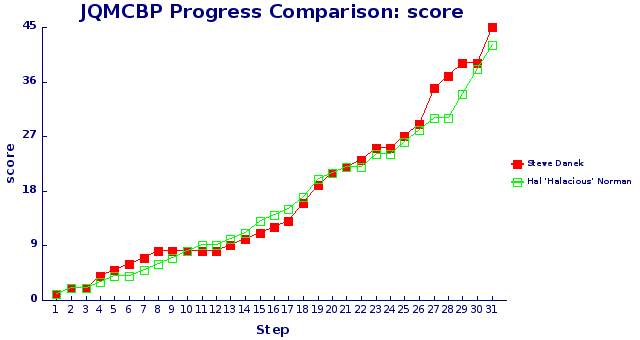 JQMCBP Progress Comparison: score
45
36
27
18
9
0
score
1 2 3 4 5 6 7 8 9 10 11 12 13 14 15 16 17 18 19 20 21 22 23 24 25 26 27 28 29 30 31
Step
Steve Danek
Hal 'Halacious' Norman